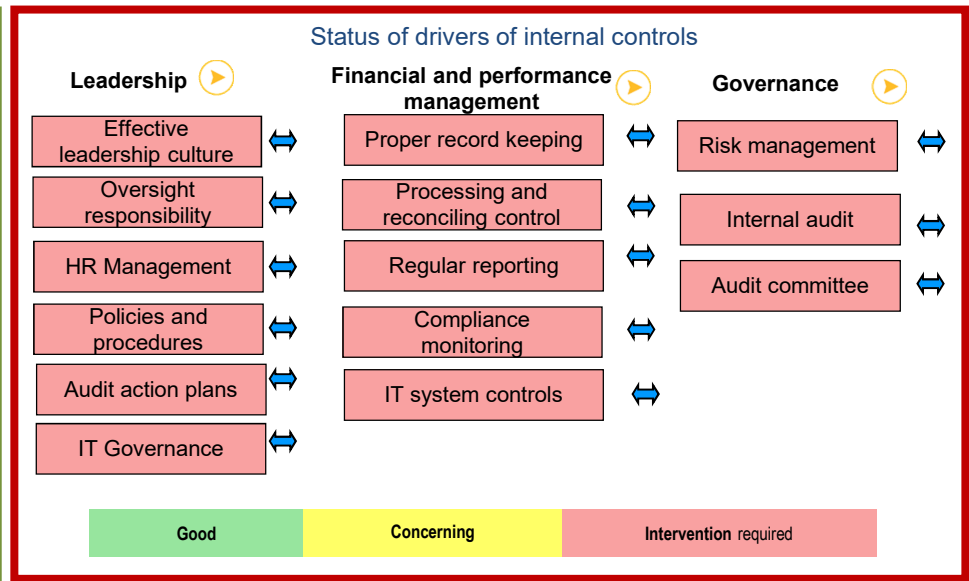 Status of drivers of internal controls
Leadership
Effective
leadership culture
Oversight
responsibility
HR Management
Policies and
procedures
Audit action plans
IT Governance
Financial and performance
management
Proper record keeping
Processing and
reconciling control
Regular reporting
Compliance
monitoring
IT system controls
Governance
Risk management
Internal audit
Audit committee
Good
Concerning
Intervention required